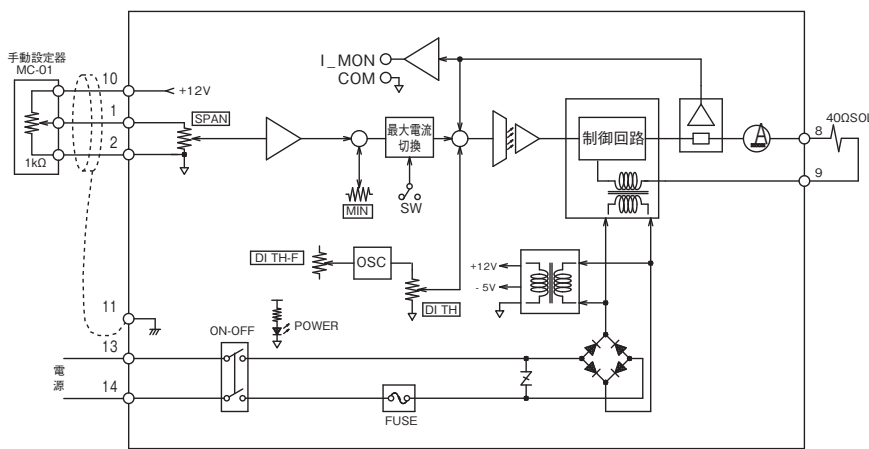 手動設定器
MC-01
1kΩ
10
1
2
+12V
SPAN
I_MON
COM
最大電流
切換
MIN
SW
制御回路
A
8
40ΩSOL
9
DI TH-F
OSC
DI TH
+12V
- 5V
11
POWER
ON-OFF
13
電
源
14
FUSE